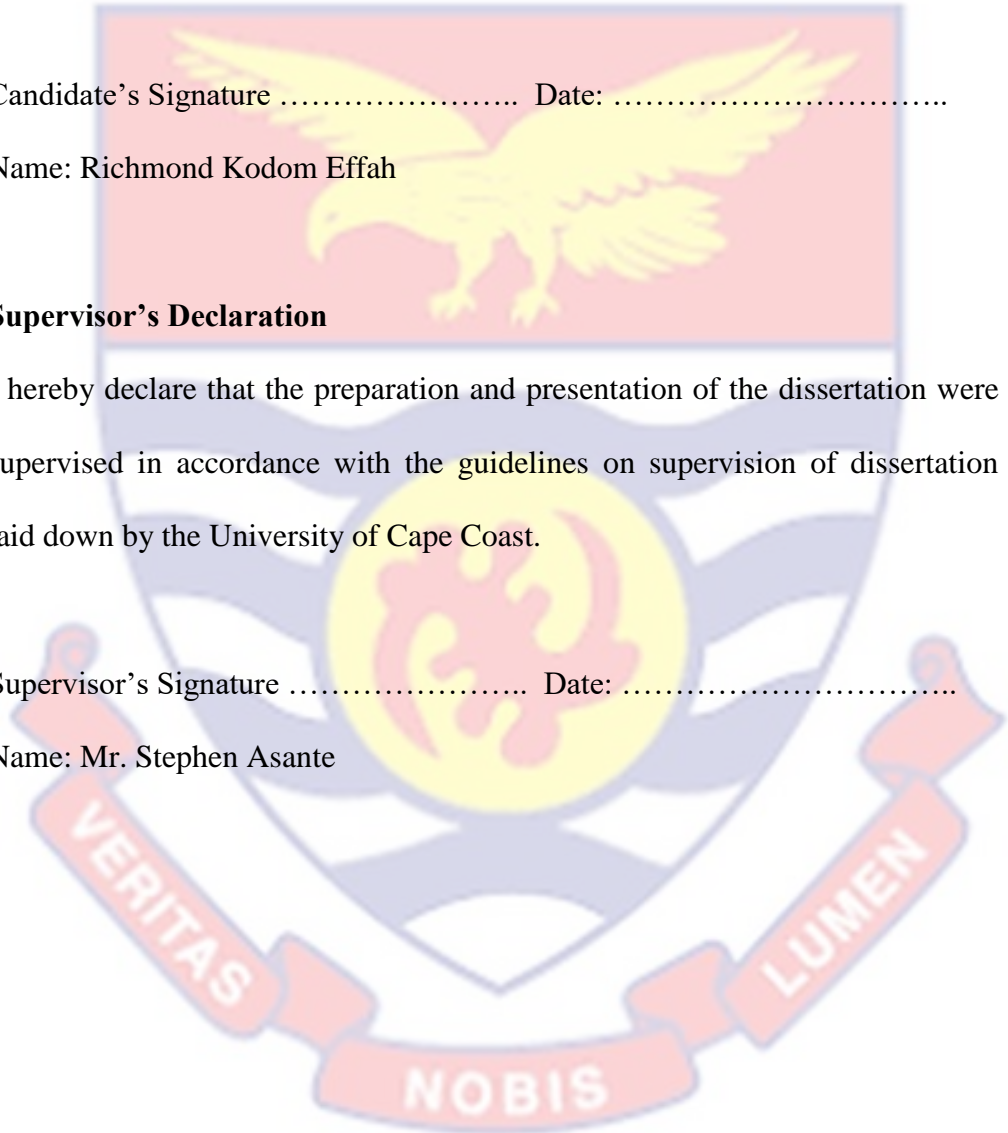 Candidate’s Signature ………………….. Date: …………………………..
Name: Richmond Kodom Effah
Supervisor’s Declaration
hereby declare that the preparation and presentation of the dissertation were
supervised in accordance with the guidelines on supervision of dissertation
laid down by the University of Cape Coast.
Supervisor’s Signature ………………….. Date: …………………………..
Name: Mr. Stephen Asante
VERITAS
NOBIS
LUMEN